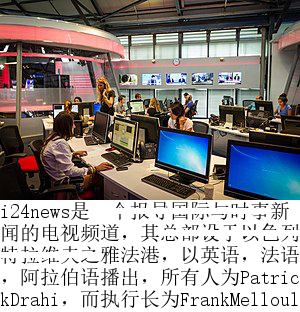 i24news是一个报导国际与时事新
闻的电视频道，其总部设于以色列
特拉维夫之雅法港，以英语，法语
，阿拉伯语播出，所有人为Patric
kDrahi，而执行长为FrankMelloul